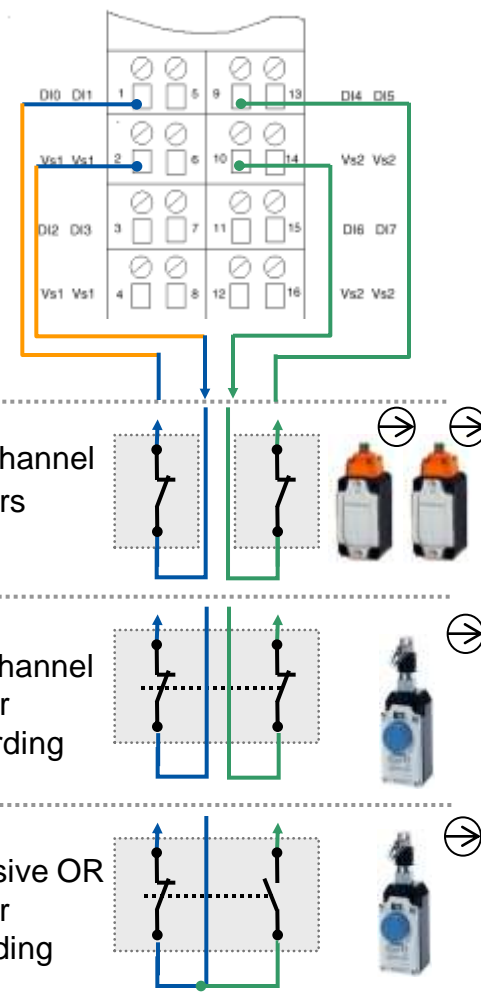 DI0 DI1 1 5 9 13 DI4 DI5
Vs1 Vs1 2 6 10 14 Vs2 Vs2
DI2 DI3 3 7 11 15 DI6 DI7
Vs1 Vs1 4 8 12 16 Vs2 Vs2
hannel
rs
hannel
r
rding
sive OR
r
ding